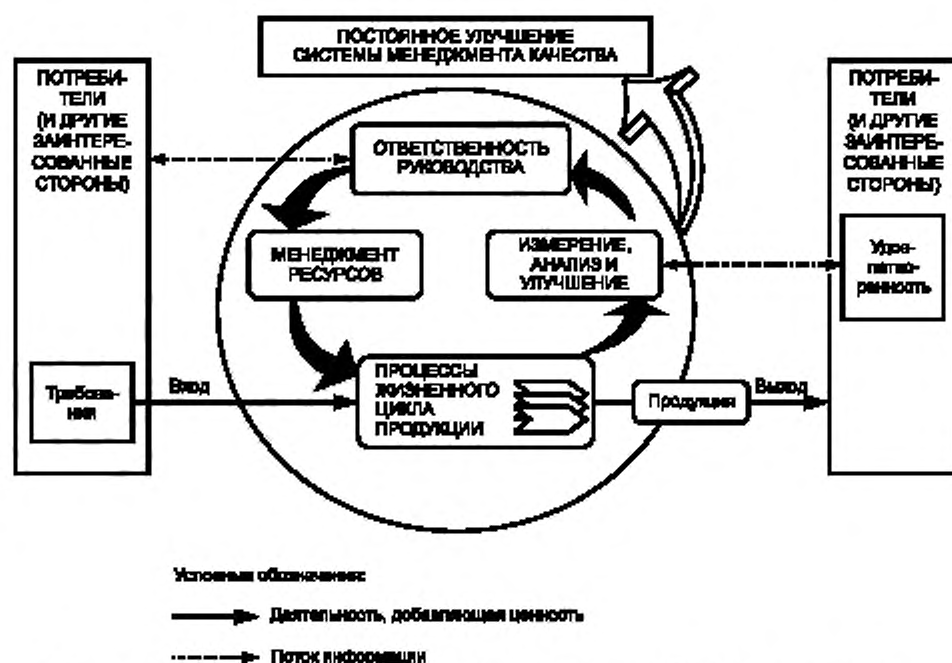 ПОСТОЯННОЕ УЛУЧШЕНИЕ
СИСТЕМЫ МЕНЕДЖМЕНТА КАЧЕСТВА
ПОТРЕБИ-
ТЕЛИ
(И ДРУГИЕ
ЗАИНТЕРЕ-
СОВАННЫЕ
СТОРОНЫ)
ПОТРЕБИ-
ТЕЛИ
(И ДРУГИЕ
ЗАИНТЕРЕ-
СОВАННЫЕ
СТОРОНЫ)
ОТВЕТСТВЕННОСТЬ
РУКОВОДСТВА
МЕНЕДЖМЕНТ
РЕСУРСОВ
ИЗМЕРЕНИЕ,
АНАЛИЗ И
УЛУЧШЕНИЕ
Удов-
летво-
ренность
Требова-
ния
Вход
ПРОЦЕССЫ
ЖИЗНЕННОГО
ЦИКЛА
ПРОДУКЦИИ
Продукция
Выход
Условные обозначения:
Деятельность, добавляющая ценность
Поток информации